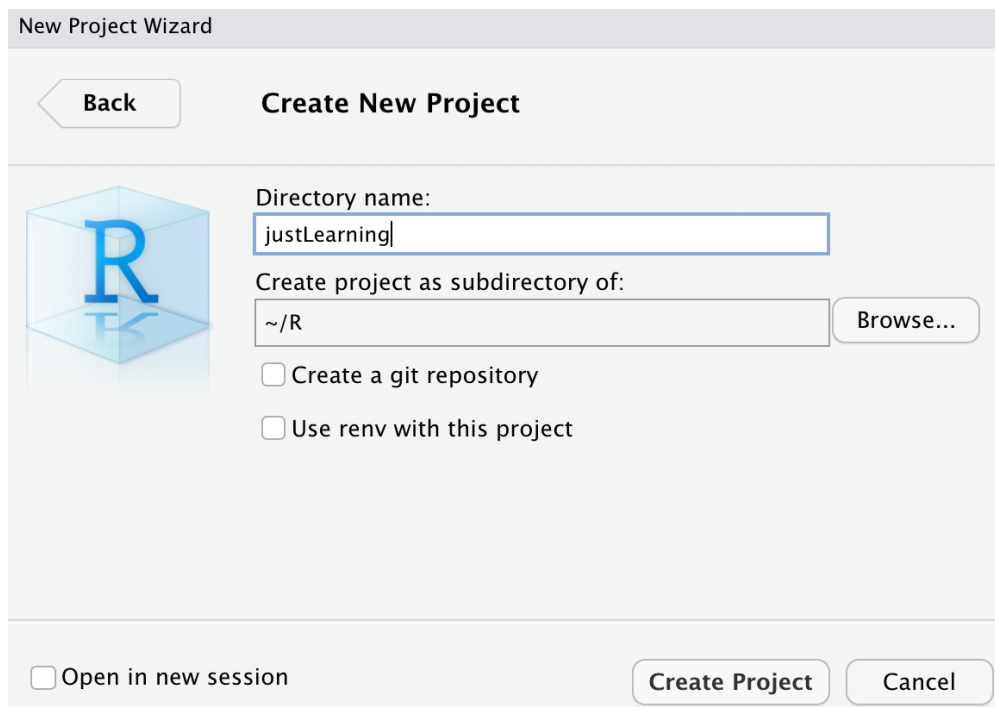 New Project Wizard
Back
Create New Project
R
Directory name:
justLearning
Create project as subdirectory of:
~/R
Browse...
Create a git repository
Use renv with this project
Open in new session
Create Project
Cancel